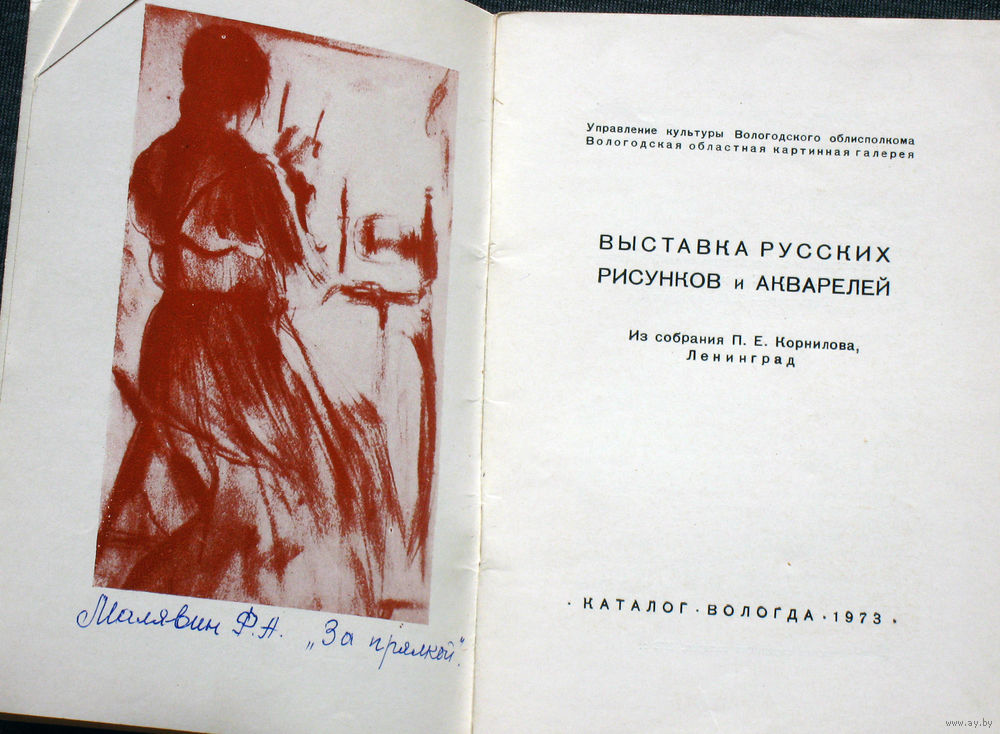 Малявин Ф.А. „За прялкой“.
Управление культуры Вологодского облисполкома
Вологодская областная картинная галерея
ВЫСТАВКА РУССКИХ
РИСУНКОВ и АКВАРЕЛЕЙ
Из собрания П. Е. Корнилова,
Ленинград
· КАТАЛОГ · ВОЛОГДА · 1973 ·
www.ay.by